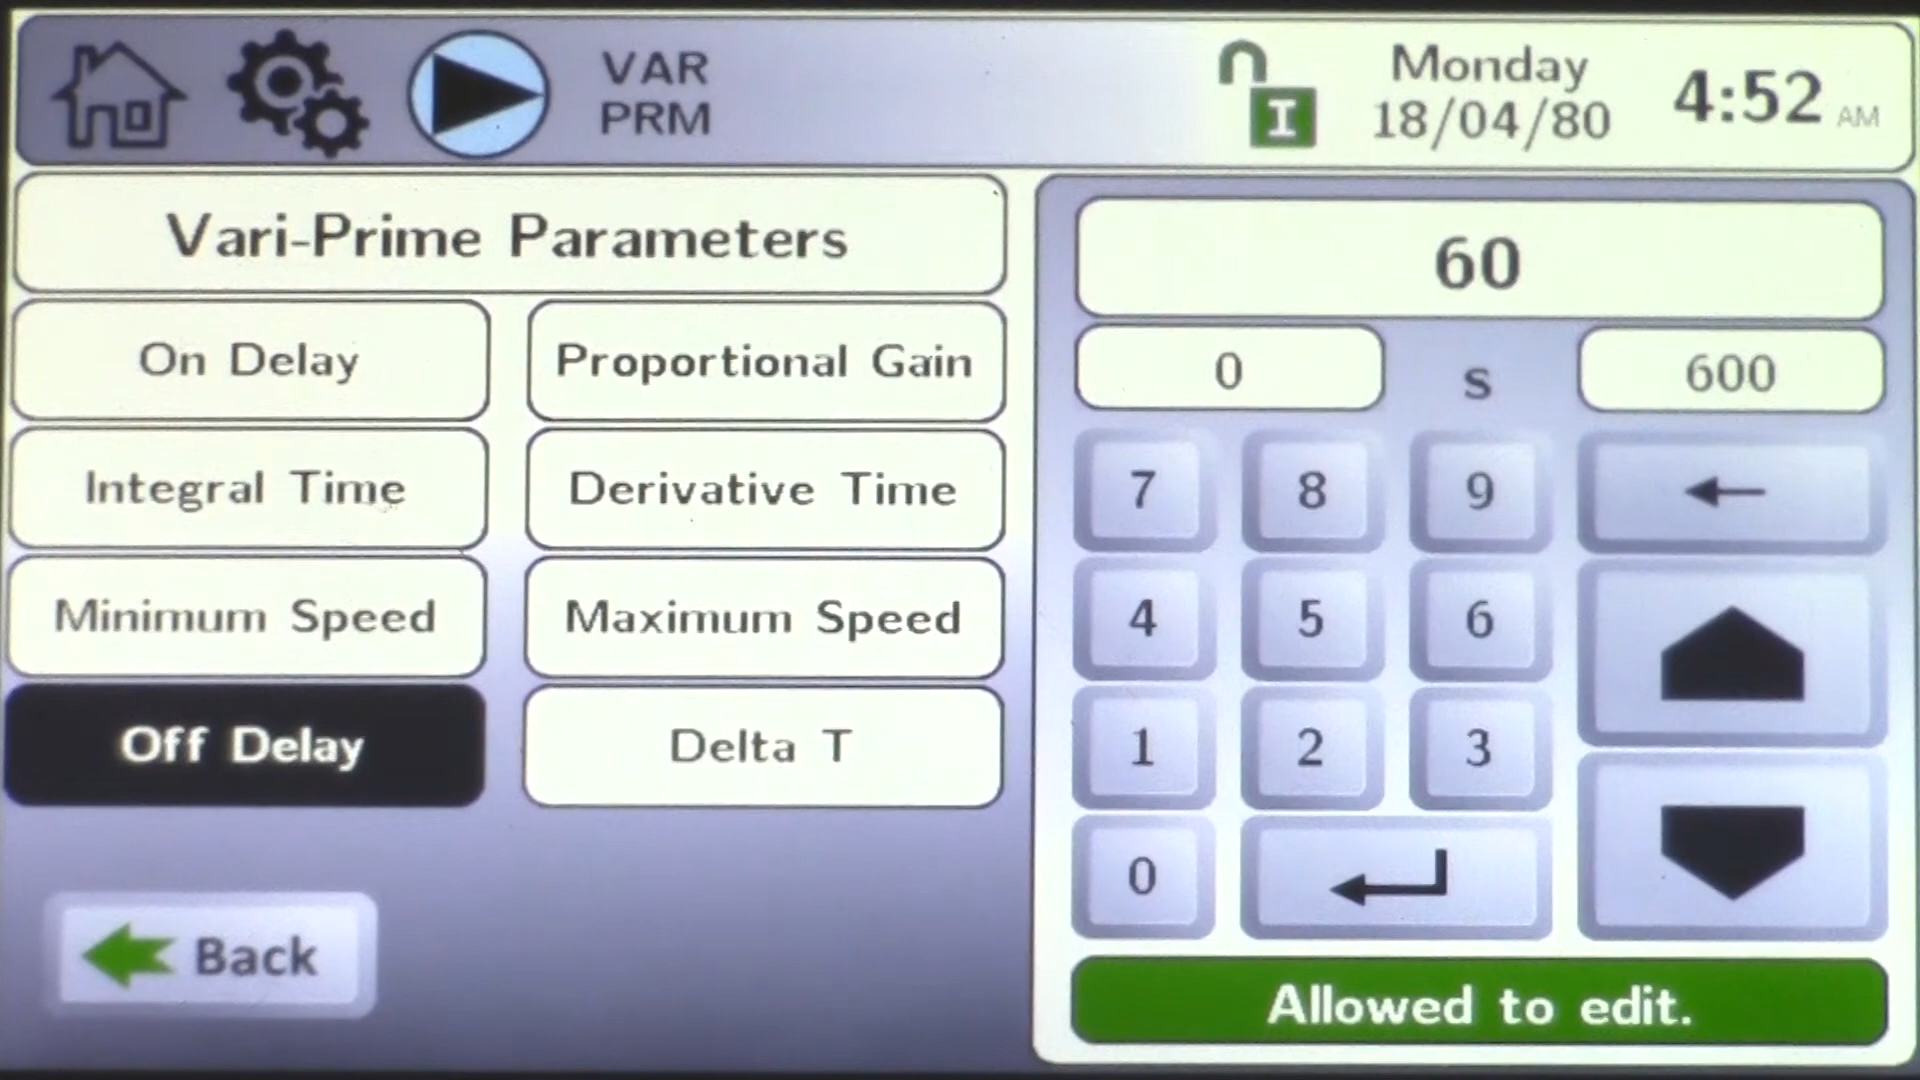 VAR
PRM
I
Monday
18/04/80
4:52 AM
Vari-Prime Parameters
On Delay
Proportional Gain
Integral Time
Derivative Time
Minimum Speed
Maximum Speed
Off Delay
Delta T
Back
60
0 s 600
7 8 9
4 5 6
1 2 3
0
Allowed to edit.